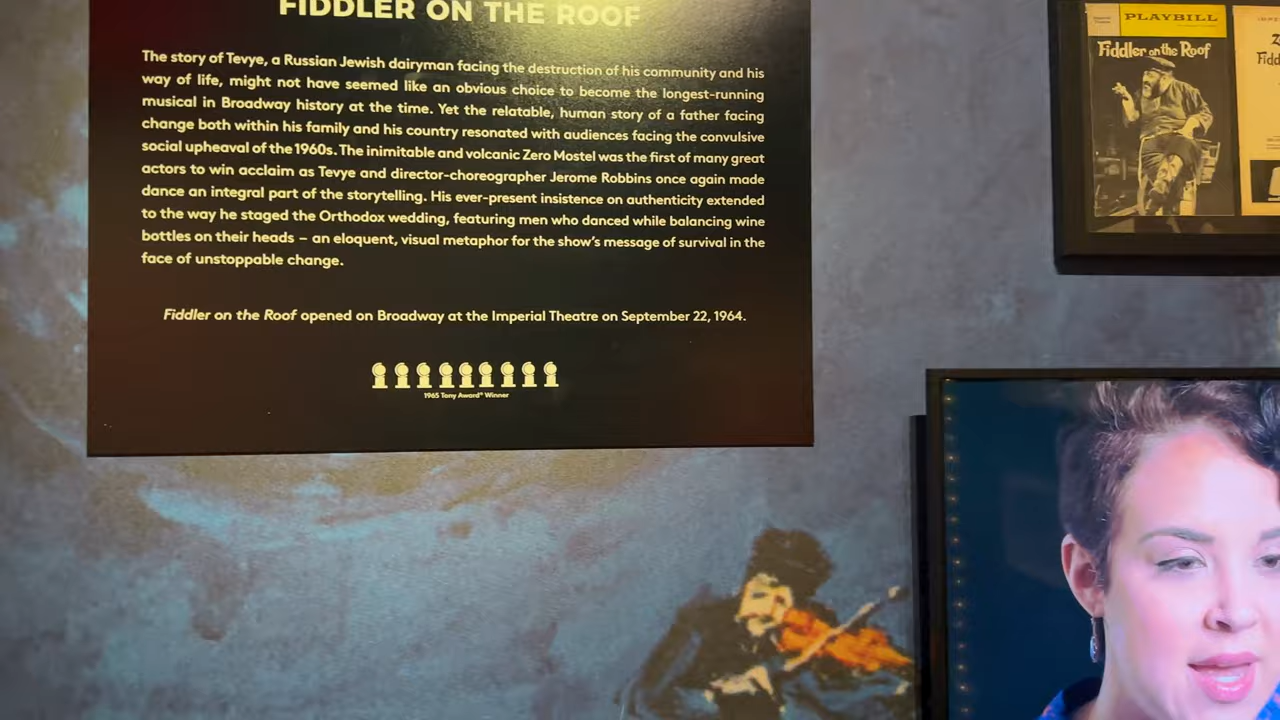 FIDDLER ON THE ROOF
The story of Tevye, a Russian Jewish dairyman facing the destruction of his community and his
way of life, might not have seemed like an obvious choice to become the longest-running
musical in Broadway history at the time. Yet the relatable, human story of a father facing
change both within his family and his country resonated with audiences facing the convulsive
social upheaval of the 1960s. The inimitable and volcanic Zero Mostel was the first of many great
actors to win acclaim as Tevye and director-choreographer Jerome Robbins once again made
dance an integral part of the storytelling. His ever-present insistence on authenticity extended
to the way he staged the Orthodox wedding, featuring men who danced while balancing wine
bottles on their heads – an eloquent, visual metaphor for the show's message of survival in the
face of unstoppable change.
Fiddler on the Roof opened on Broadway at the Imperial Theatre on September 22, 1964.
1965 Tony Award® Winner
Imperial Theatre
PLAYBILL
Fiddler on the Roof